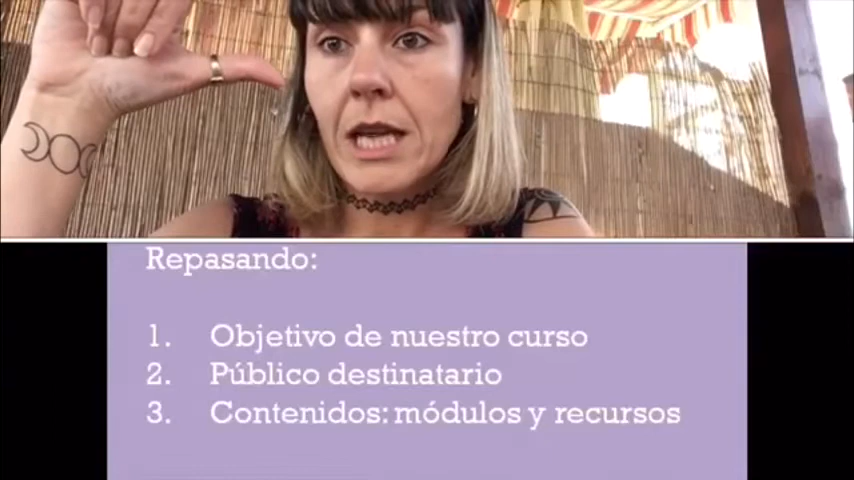 Repasando:
1. Objetivo de nuestro curso
2. Público destinatario
3. Contenidos: módulos y recursos